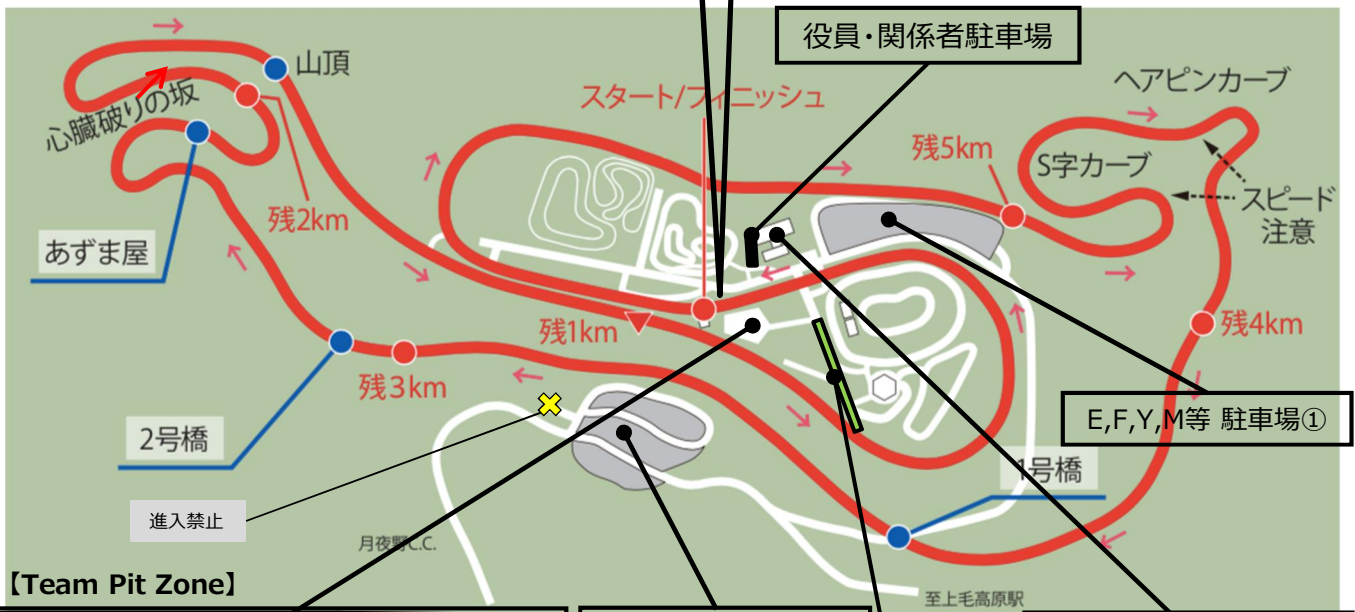 役員・関係者駐車場
山頂
ヘアピンカーブ
心臓破りの坂
スタート/フィニッシュ
残5km
S字カーブ
スピード
注意
残2km
あずま屋
残1km
残4km
残3km
E,F,Y,M等 駐車場①
2号橋
1号橋
進入禁止
月夜野C.C.
【Team Pit Zone】
至上毛高原駅